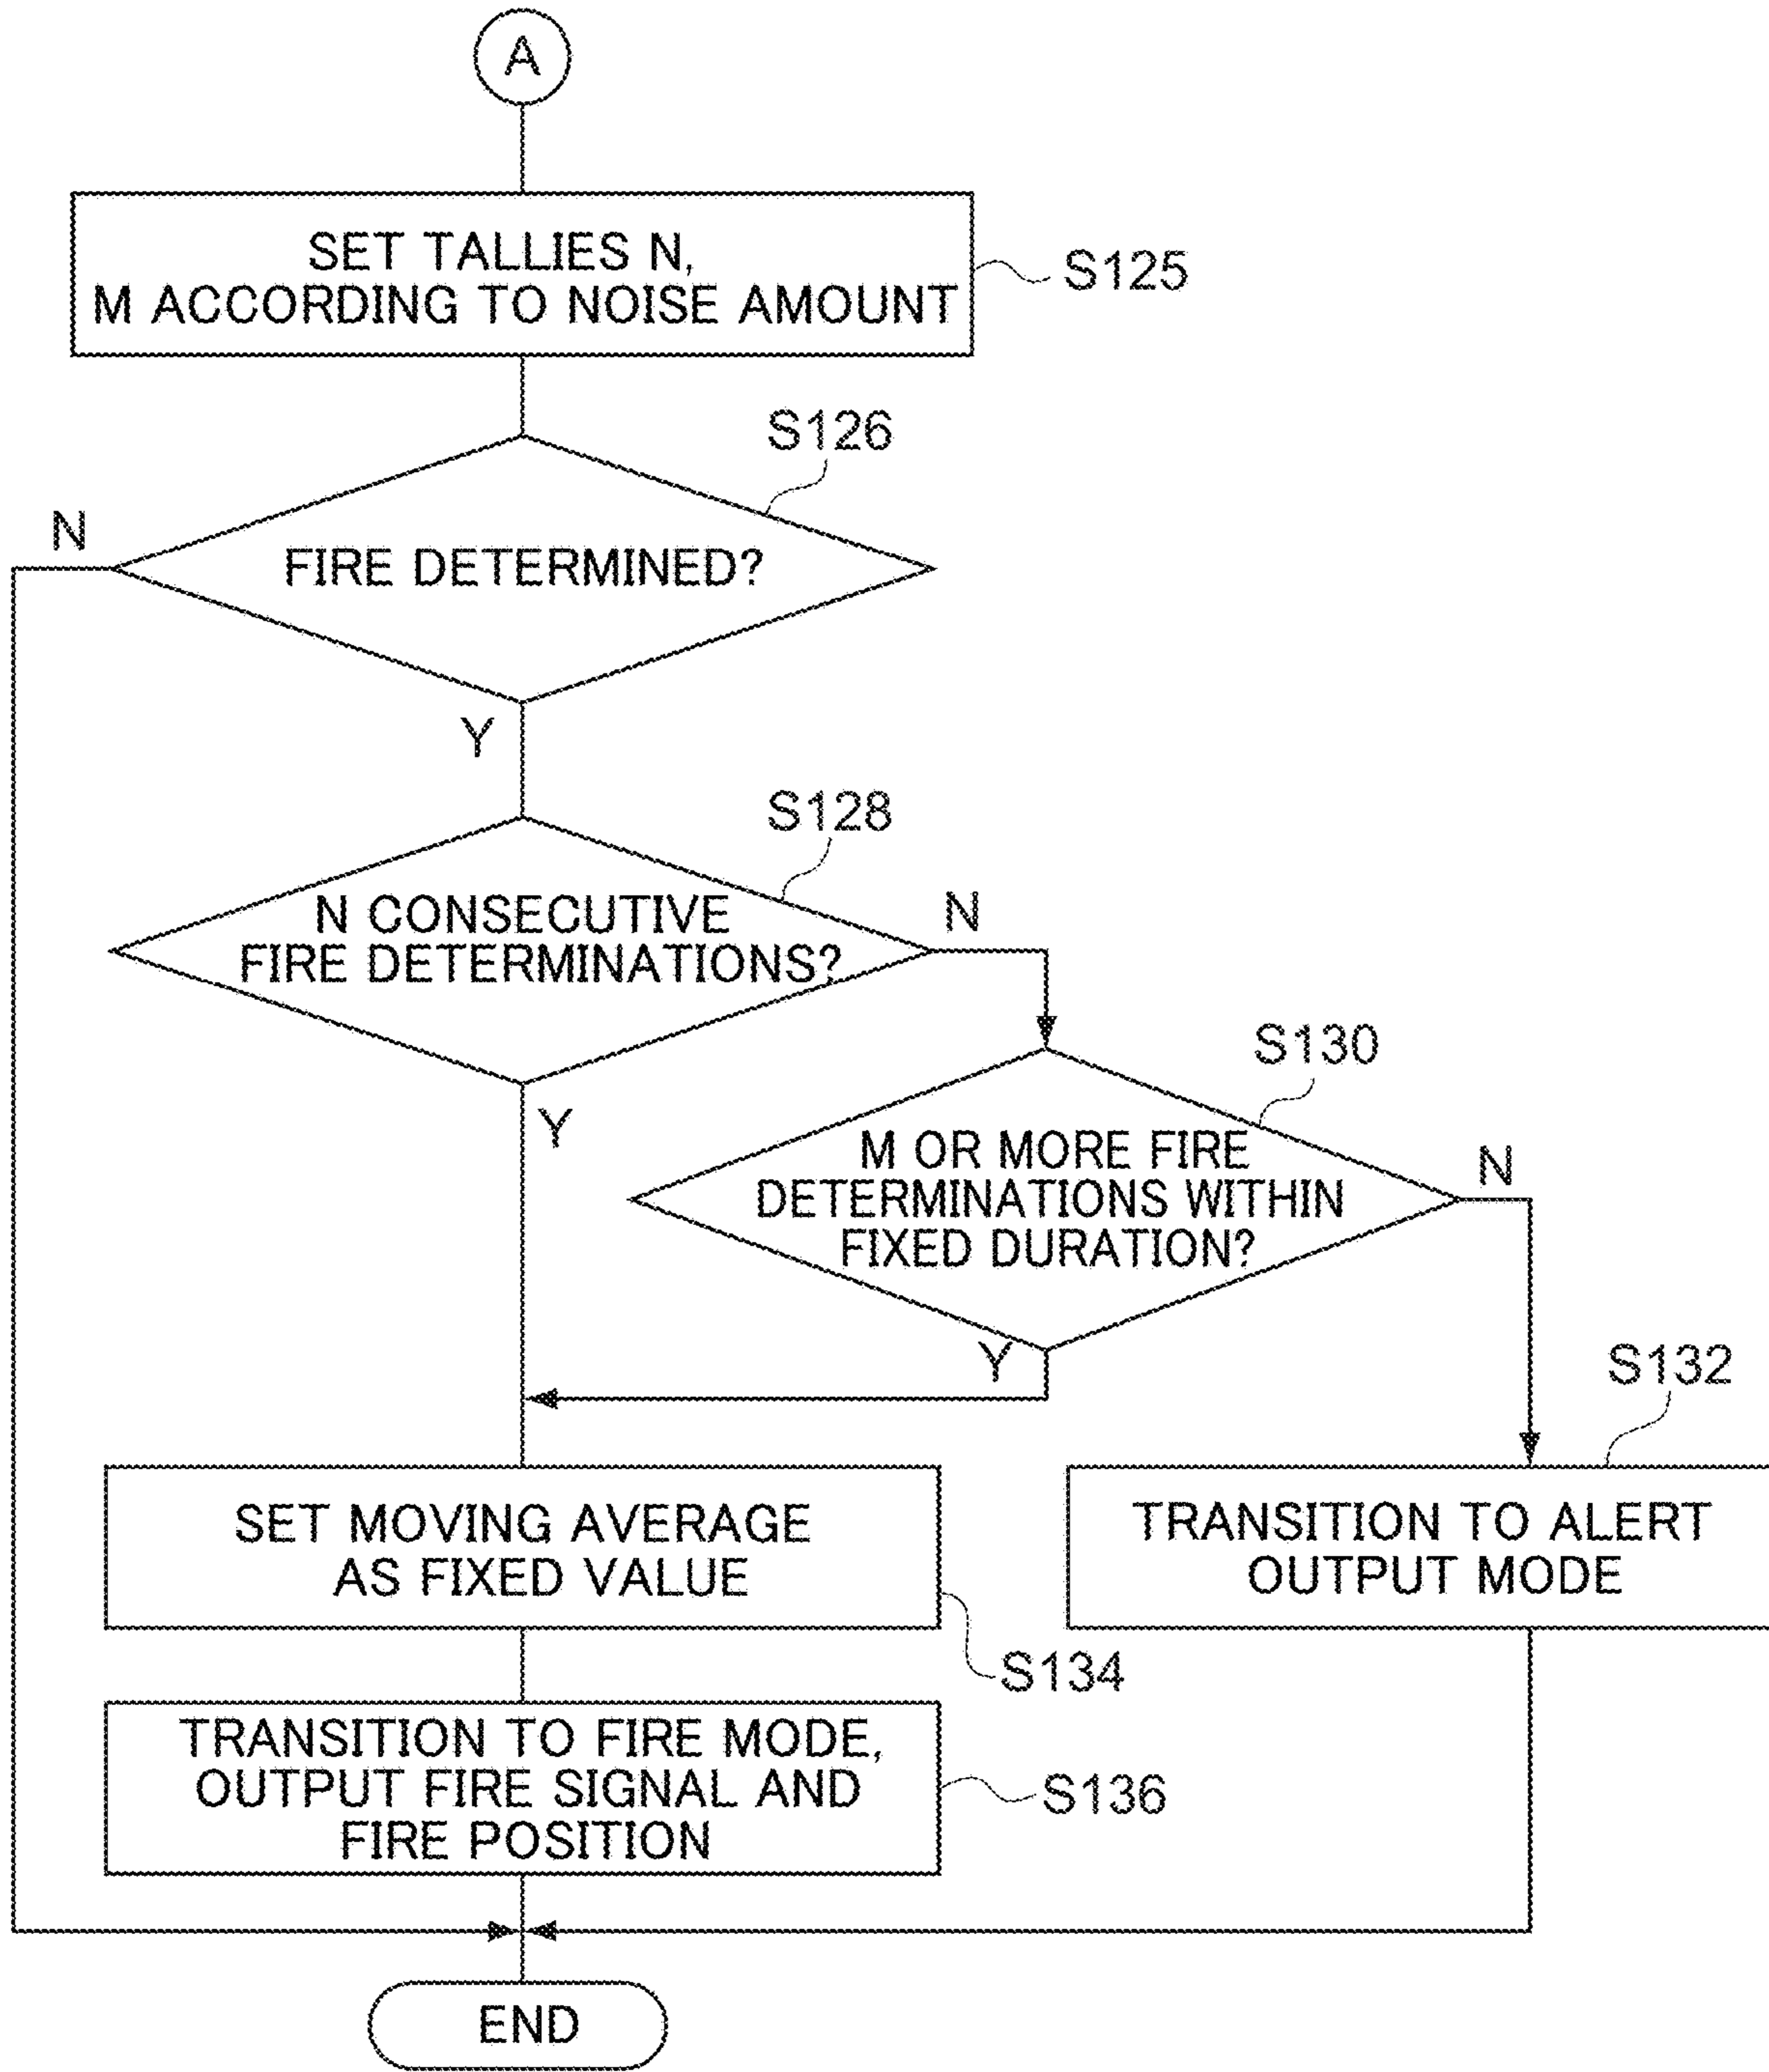 A
SET TALLIES N,
M ACCORDING TO NOISE AMOUNT
S125
S126
N
FIRE DETERMINED?
Y
S128
N CONSECUTIVE
FIRE DETERMINATIONS?
N
Y
S130
M OR MORE FIRE
DETERMINATIONS WITHIN
FIXED DURATION?
N
Y
S132
SET MOVING AVERAGE
AS FIXED VALUE
S134
TRANSITION TO ALERT
OUTPUT MODE
TRANSITION TO FIRE MODE,
OUTPUT FIRE SIGNAL AND
FIRE POSITION
S136
END